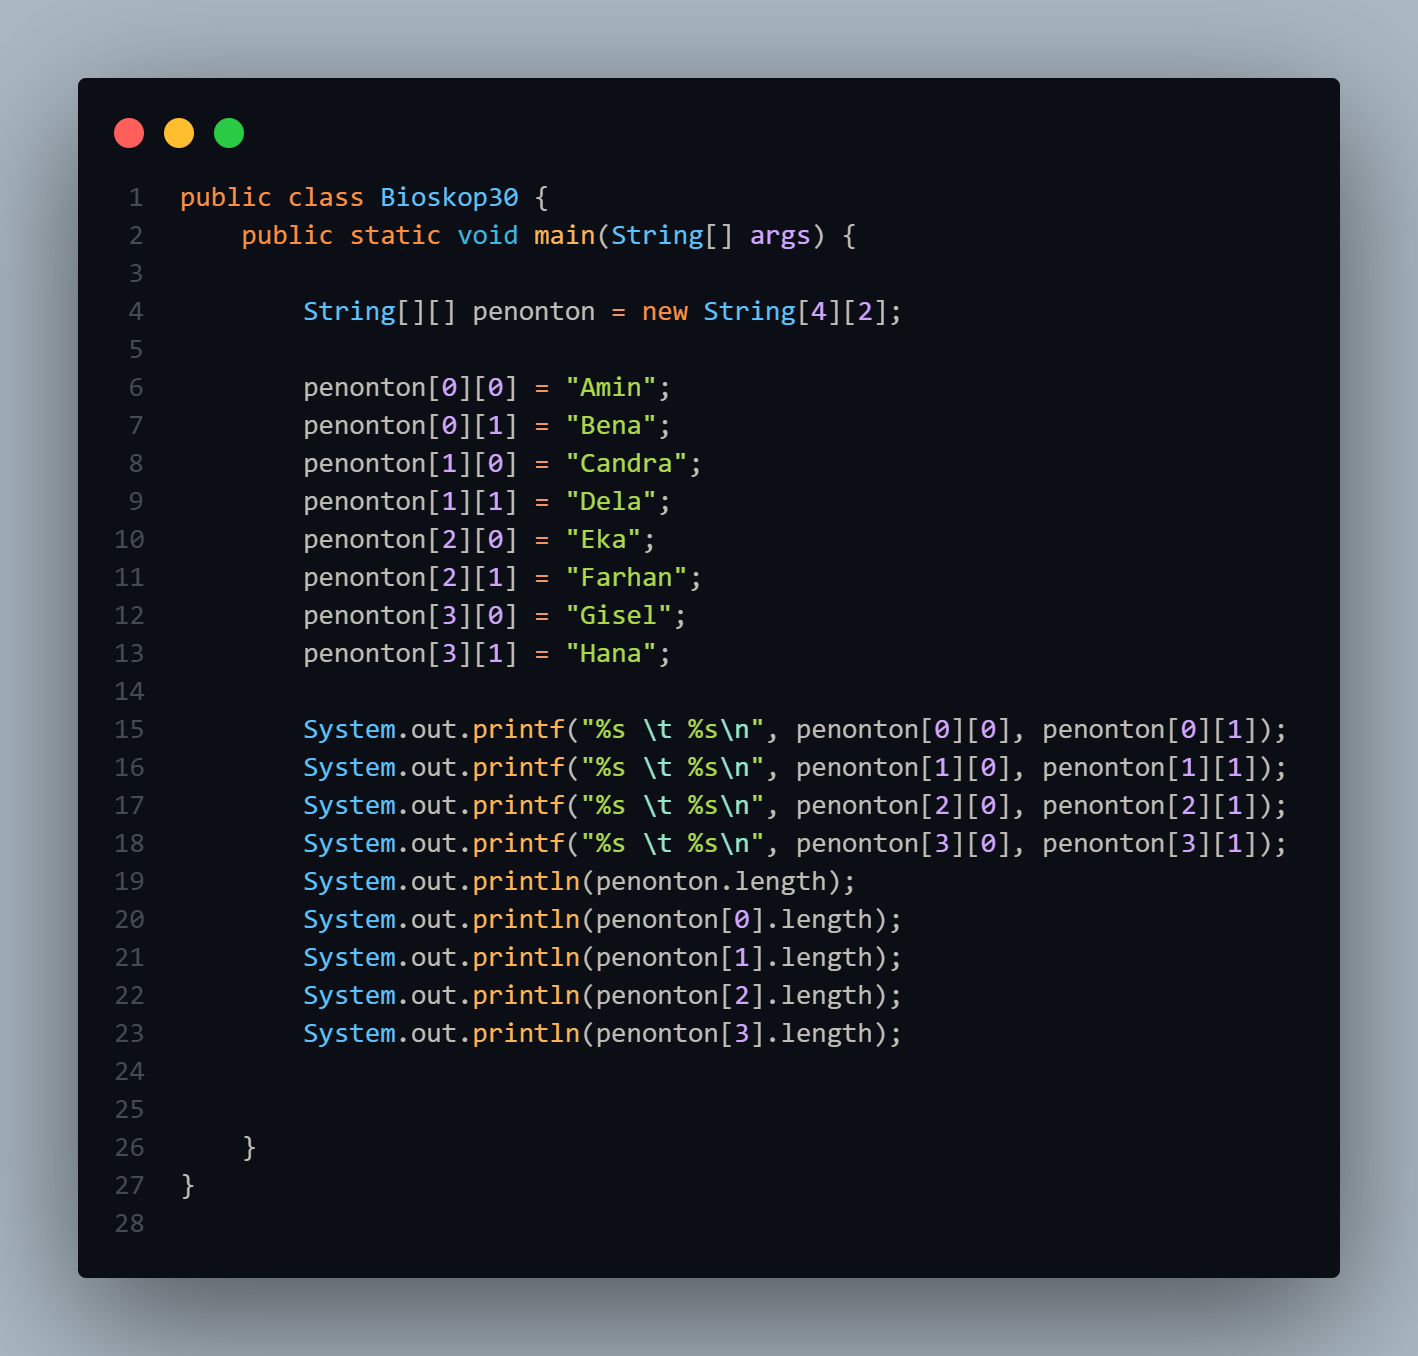 1 public class Bioskop30 {
2     public static void main(String[] args) {
3
4         String[][] penonton = new String[4][2];
5
6         penonton[0][0] = "Amin";
7         penonton[0][1] = "Bena";
8         penonton[1][0] = "Candra";
9         penonton[1][1] = "Dela";
10         penonton[2][0] = "Eka";
11         penonton[2][1] = "Farhan";
12         penonton[3][0] = "Gisel";
13         penonton[3][1] = "Hana";
14
15         System.out.printf("%s \t %s\n", penonton[0][0], penonton[0][1]);
16         System.out.printf("%s \t %s\n", penonton[1][0], penonton[1][1]);
17         System.out.printf("%s \t %s\n", penonton[2][0], penonton[2][1]);
18         System.out.printf("%s \t %s\n", penonton[3][0], penonton[3][1]);
19         System.out.println(penonton.length);
20         System.out.println(penonton[0].length);
21         System.out.println(penonton[1].length);
22         System.out.println(penonton[2].length);
23         System.out.println(penonton[3].length);
24
25
26     }
27 }
28